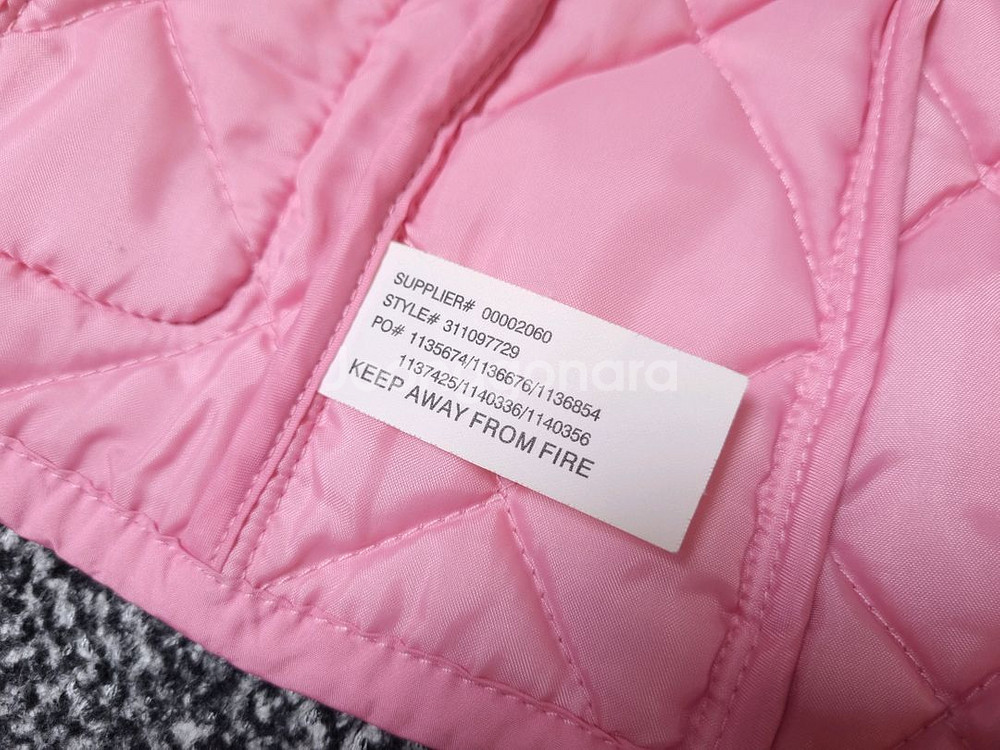 SUPPLIER# 00002060
STYLE# 311097729
PO# 1135674/1136676/1136854
1137425/1140336/1140356
KEEP AWAY FROM FIRE